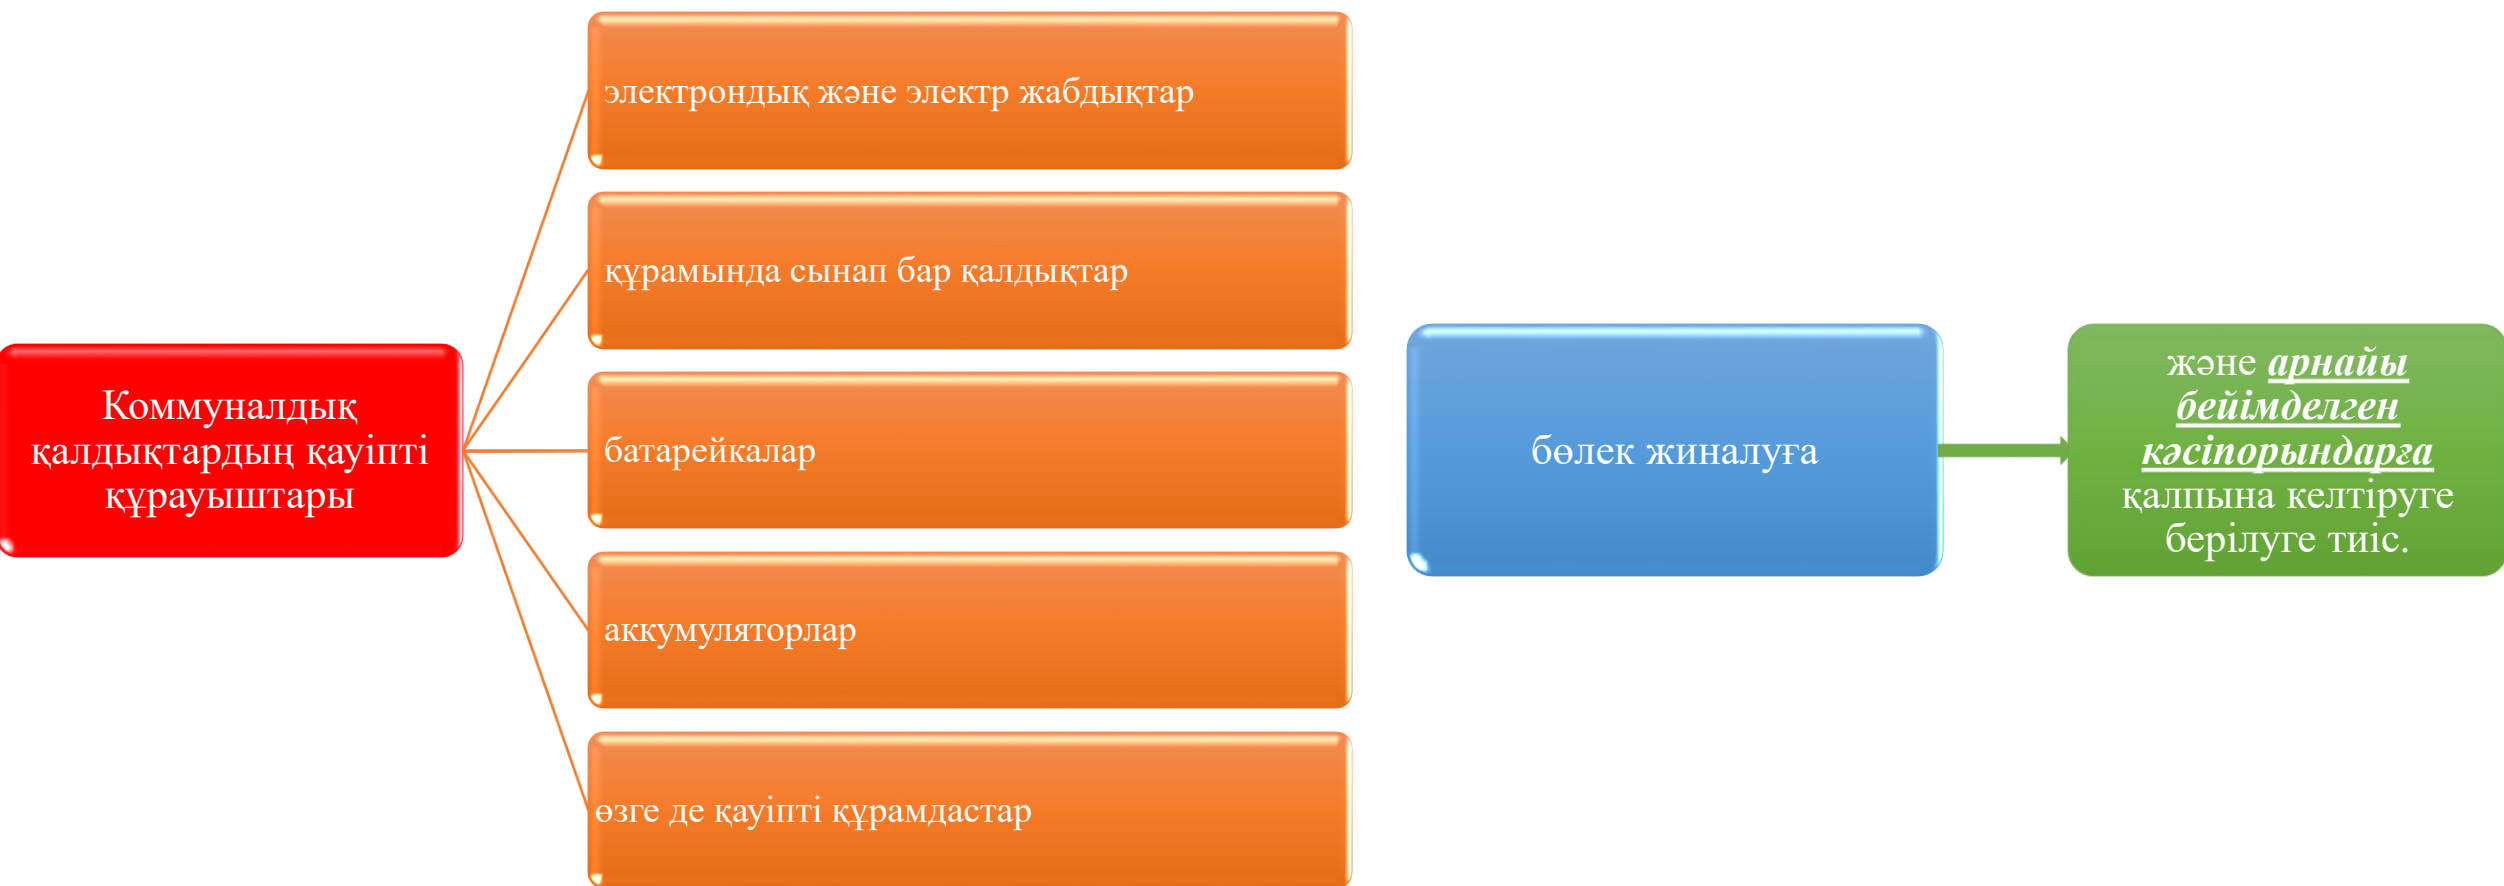 Коммуналдық
қалдықтардың қауіпті
құрауыштары
электрондық және электр жабдықтар
құрамында сынап бар қалдықтар
батарейкалар
аккумуляторлар
өзге де қауіпті құрамдастар
бөлек жиналуға
және арнайы
бейімделген
кәсіпорындарға
қалпына келтіруге
берілуге тиіс.